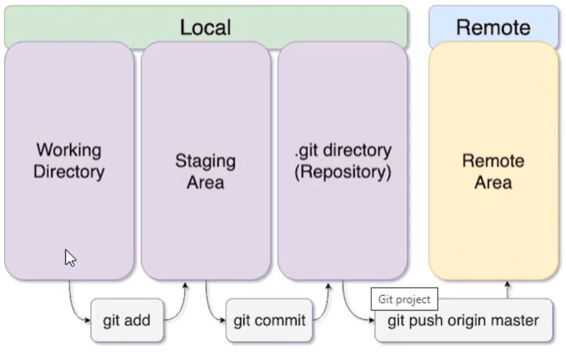 Local
Remote
Working
Directory
Staging
Area
.git directory
(Repository)
Remote
Area
Git project
git add
git commit
git push origin master